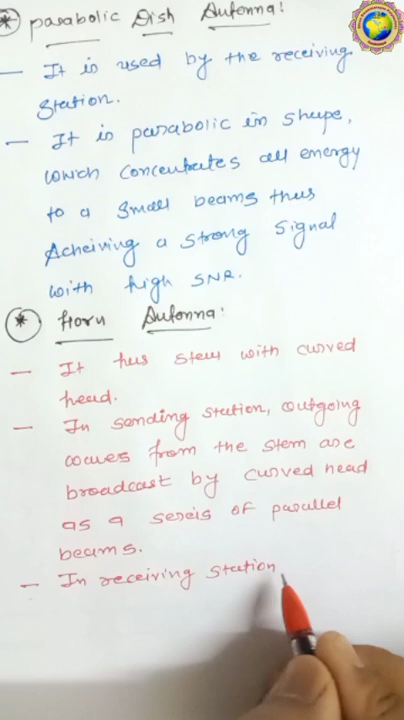 * Parabolic Dish Antenna:
— It is used by the receiving
station.
— It is parabolic in shape,
which concentrates all energy
to a small beams thus
Acheiving a strong signal
with high SNR.
* Horn Antenna:
— It has stem with curved
head.
— In sending station, outgoing
waves from the stem are
broadcast by curved head
as a sereis of parallel
beams.
— In receiving station